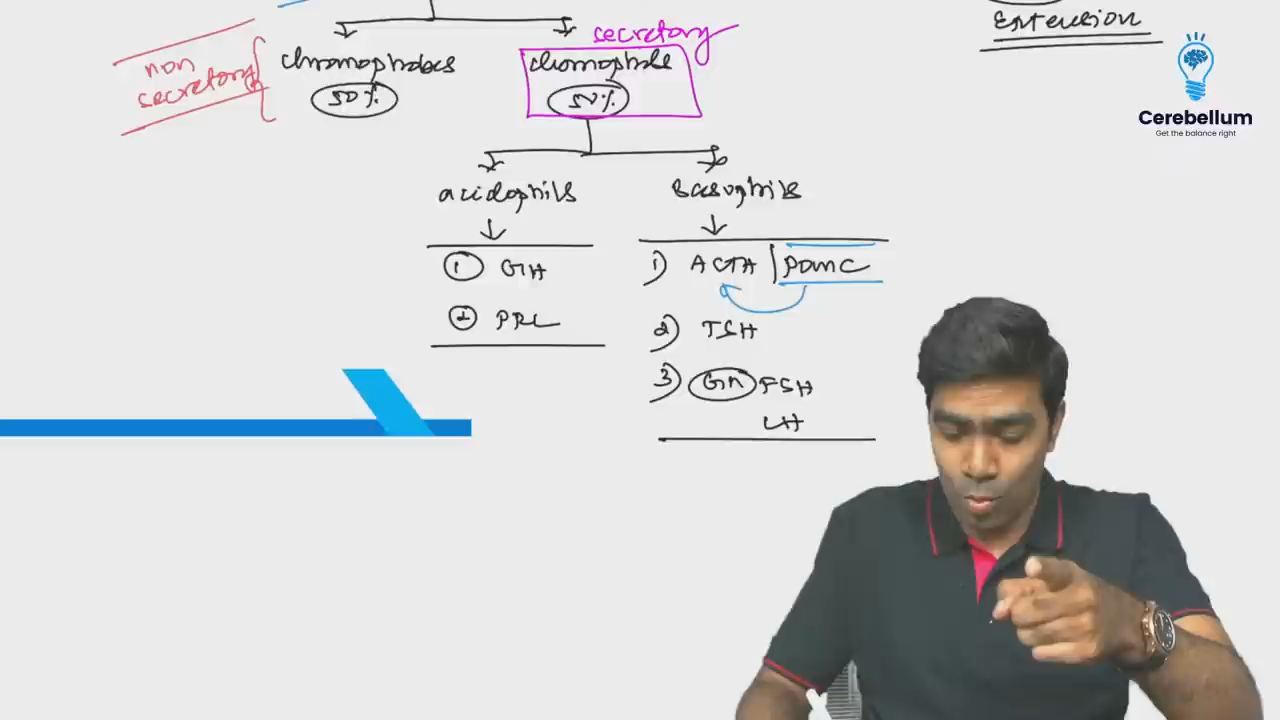 Extension
secretory
non
secretory
chromophobes
chromophobe
50%
50%
Cerebellum
Get the balance right
acidophils
Basophils
1) GH
1) ACTH | POMC
2) PRL
2) TSH
3) Gn FSH
LH